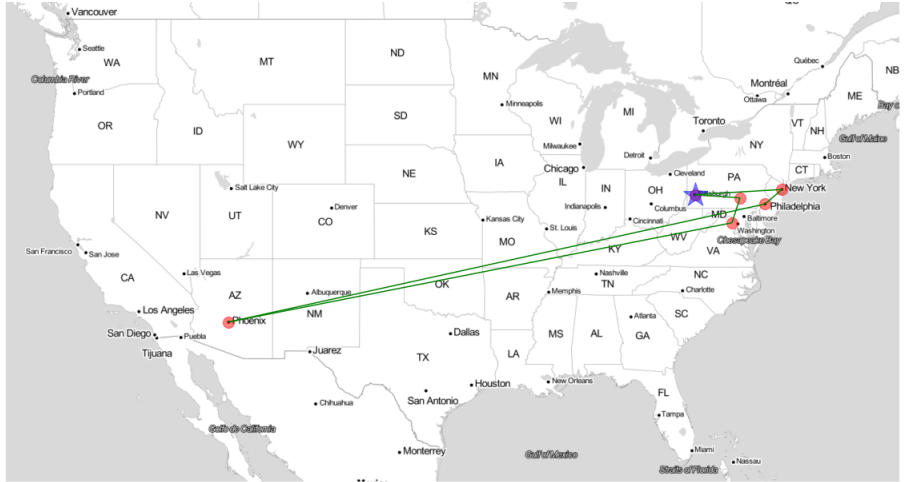 Vancouver
QC
Seattle
WA
MT
ND
MN
Québec
NB
Columbia River
Portland
Montréal
Ottawa
ME
Minneapolis
OR
ID
SD
WI
MI
Toronto
VT
NH
Gulf of Maine
WY
NY
Milwaukee
Detroit
Boston
IA
Chicago
Cleveland
PA
CT
NE
IL
IN
OH
New York
Salt Lake City
Denver
Indianapolis
Columbus
Philadelphia
NV
UT
CO
Kansas City
Cincinnati
MD
Baltimore
KS
St. Louis
Washington
MO
WV
Chesapeake Bay
San Francisco
San Jose
KY
VA
CA
Las Vegas
Nashville
NC
AZ
Albuquerque
OK
TN
Memphis
Charlotte
AR
Los Angeles
NM
SC
Phoenix
Atlanta
San Diego
Puebla
Dallas
MS
AL
GA
Tijuana
Juarez
TX
LA
Houston
New Orleans
San Antonio
FL
Chihuahua
Tampa
Golfo de California
Monterrey
Gulf of Mexico
Miami
Nassau
Straits of Florida